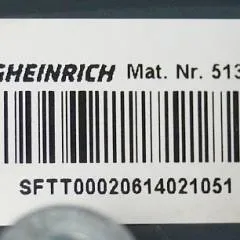 GHEINRICH Mat. Nr. 513
SFTT00020614021051